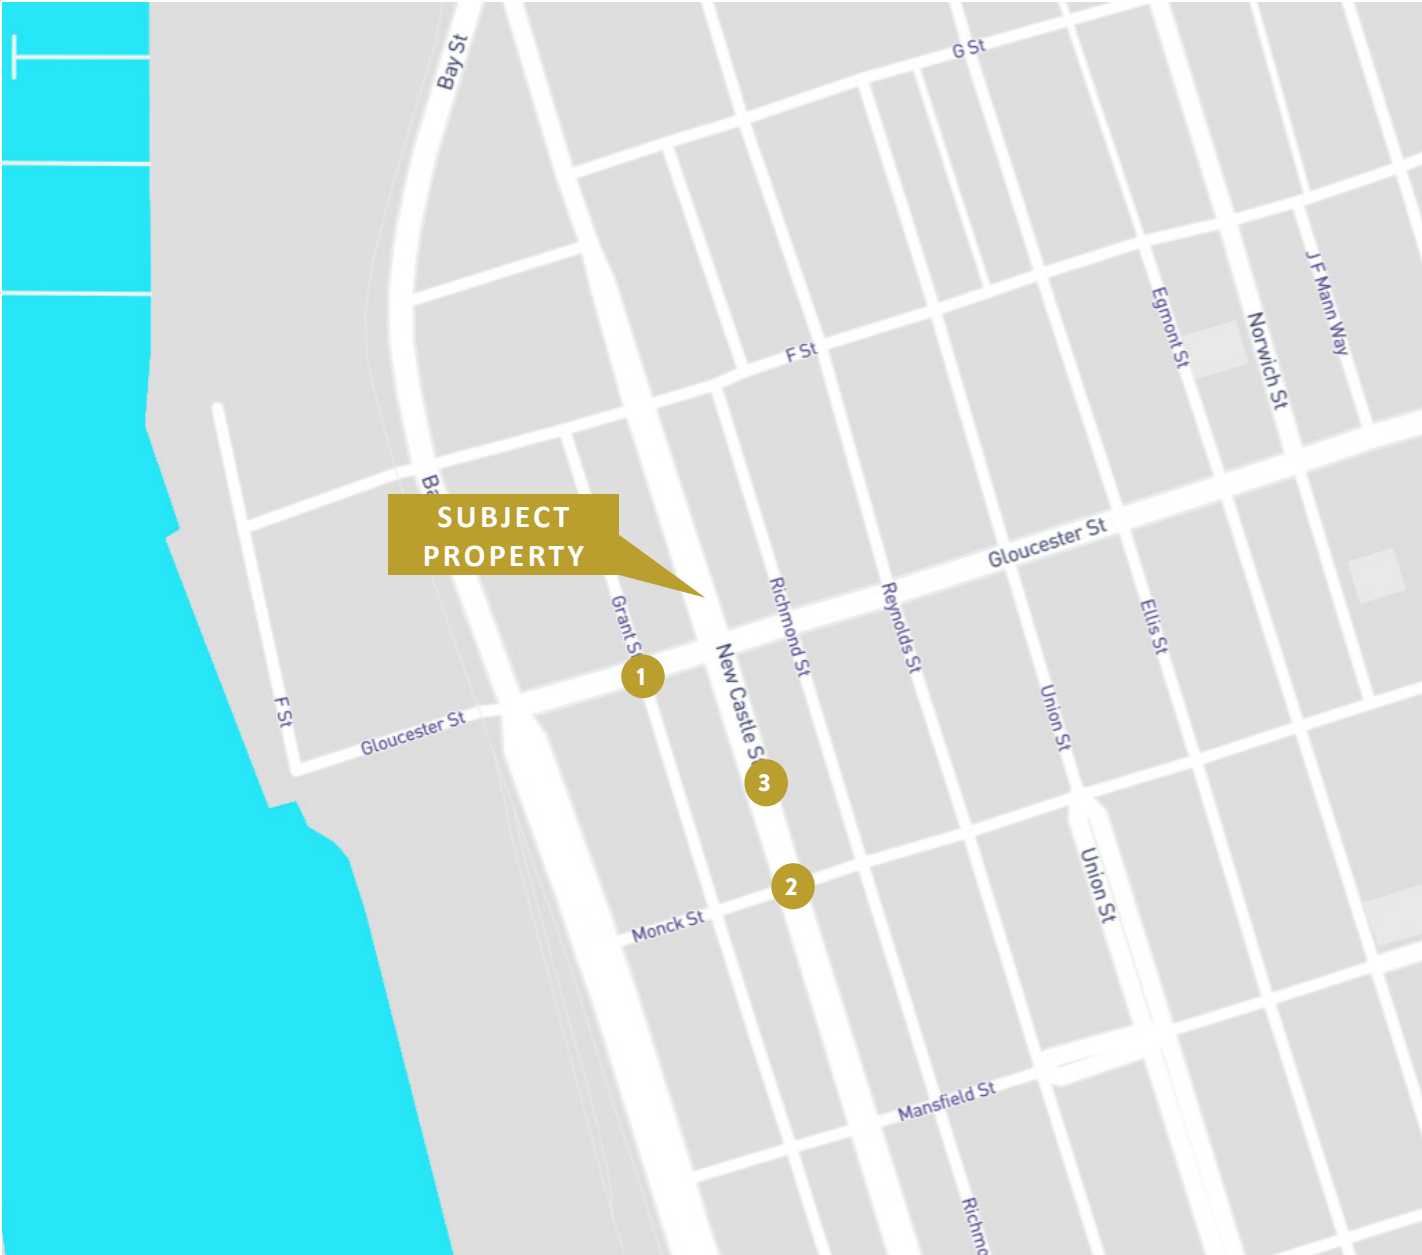 Bay St
G St
F St
Egmont St
Norwich St
J F Mann Way
SUBJECT
PROPERTY
Gloucester St
Grant St
Richmond St
Reynolds St
Ellis St
1
New Castle St
F St
Gloucester St
Union St
3
Union St
2
Monck St
Mansfield St